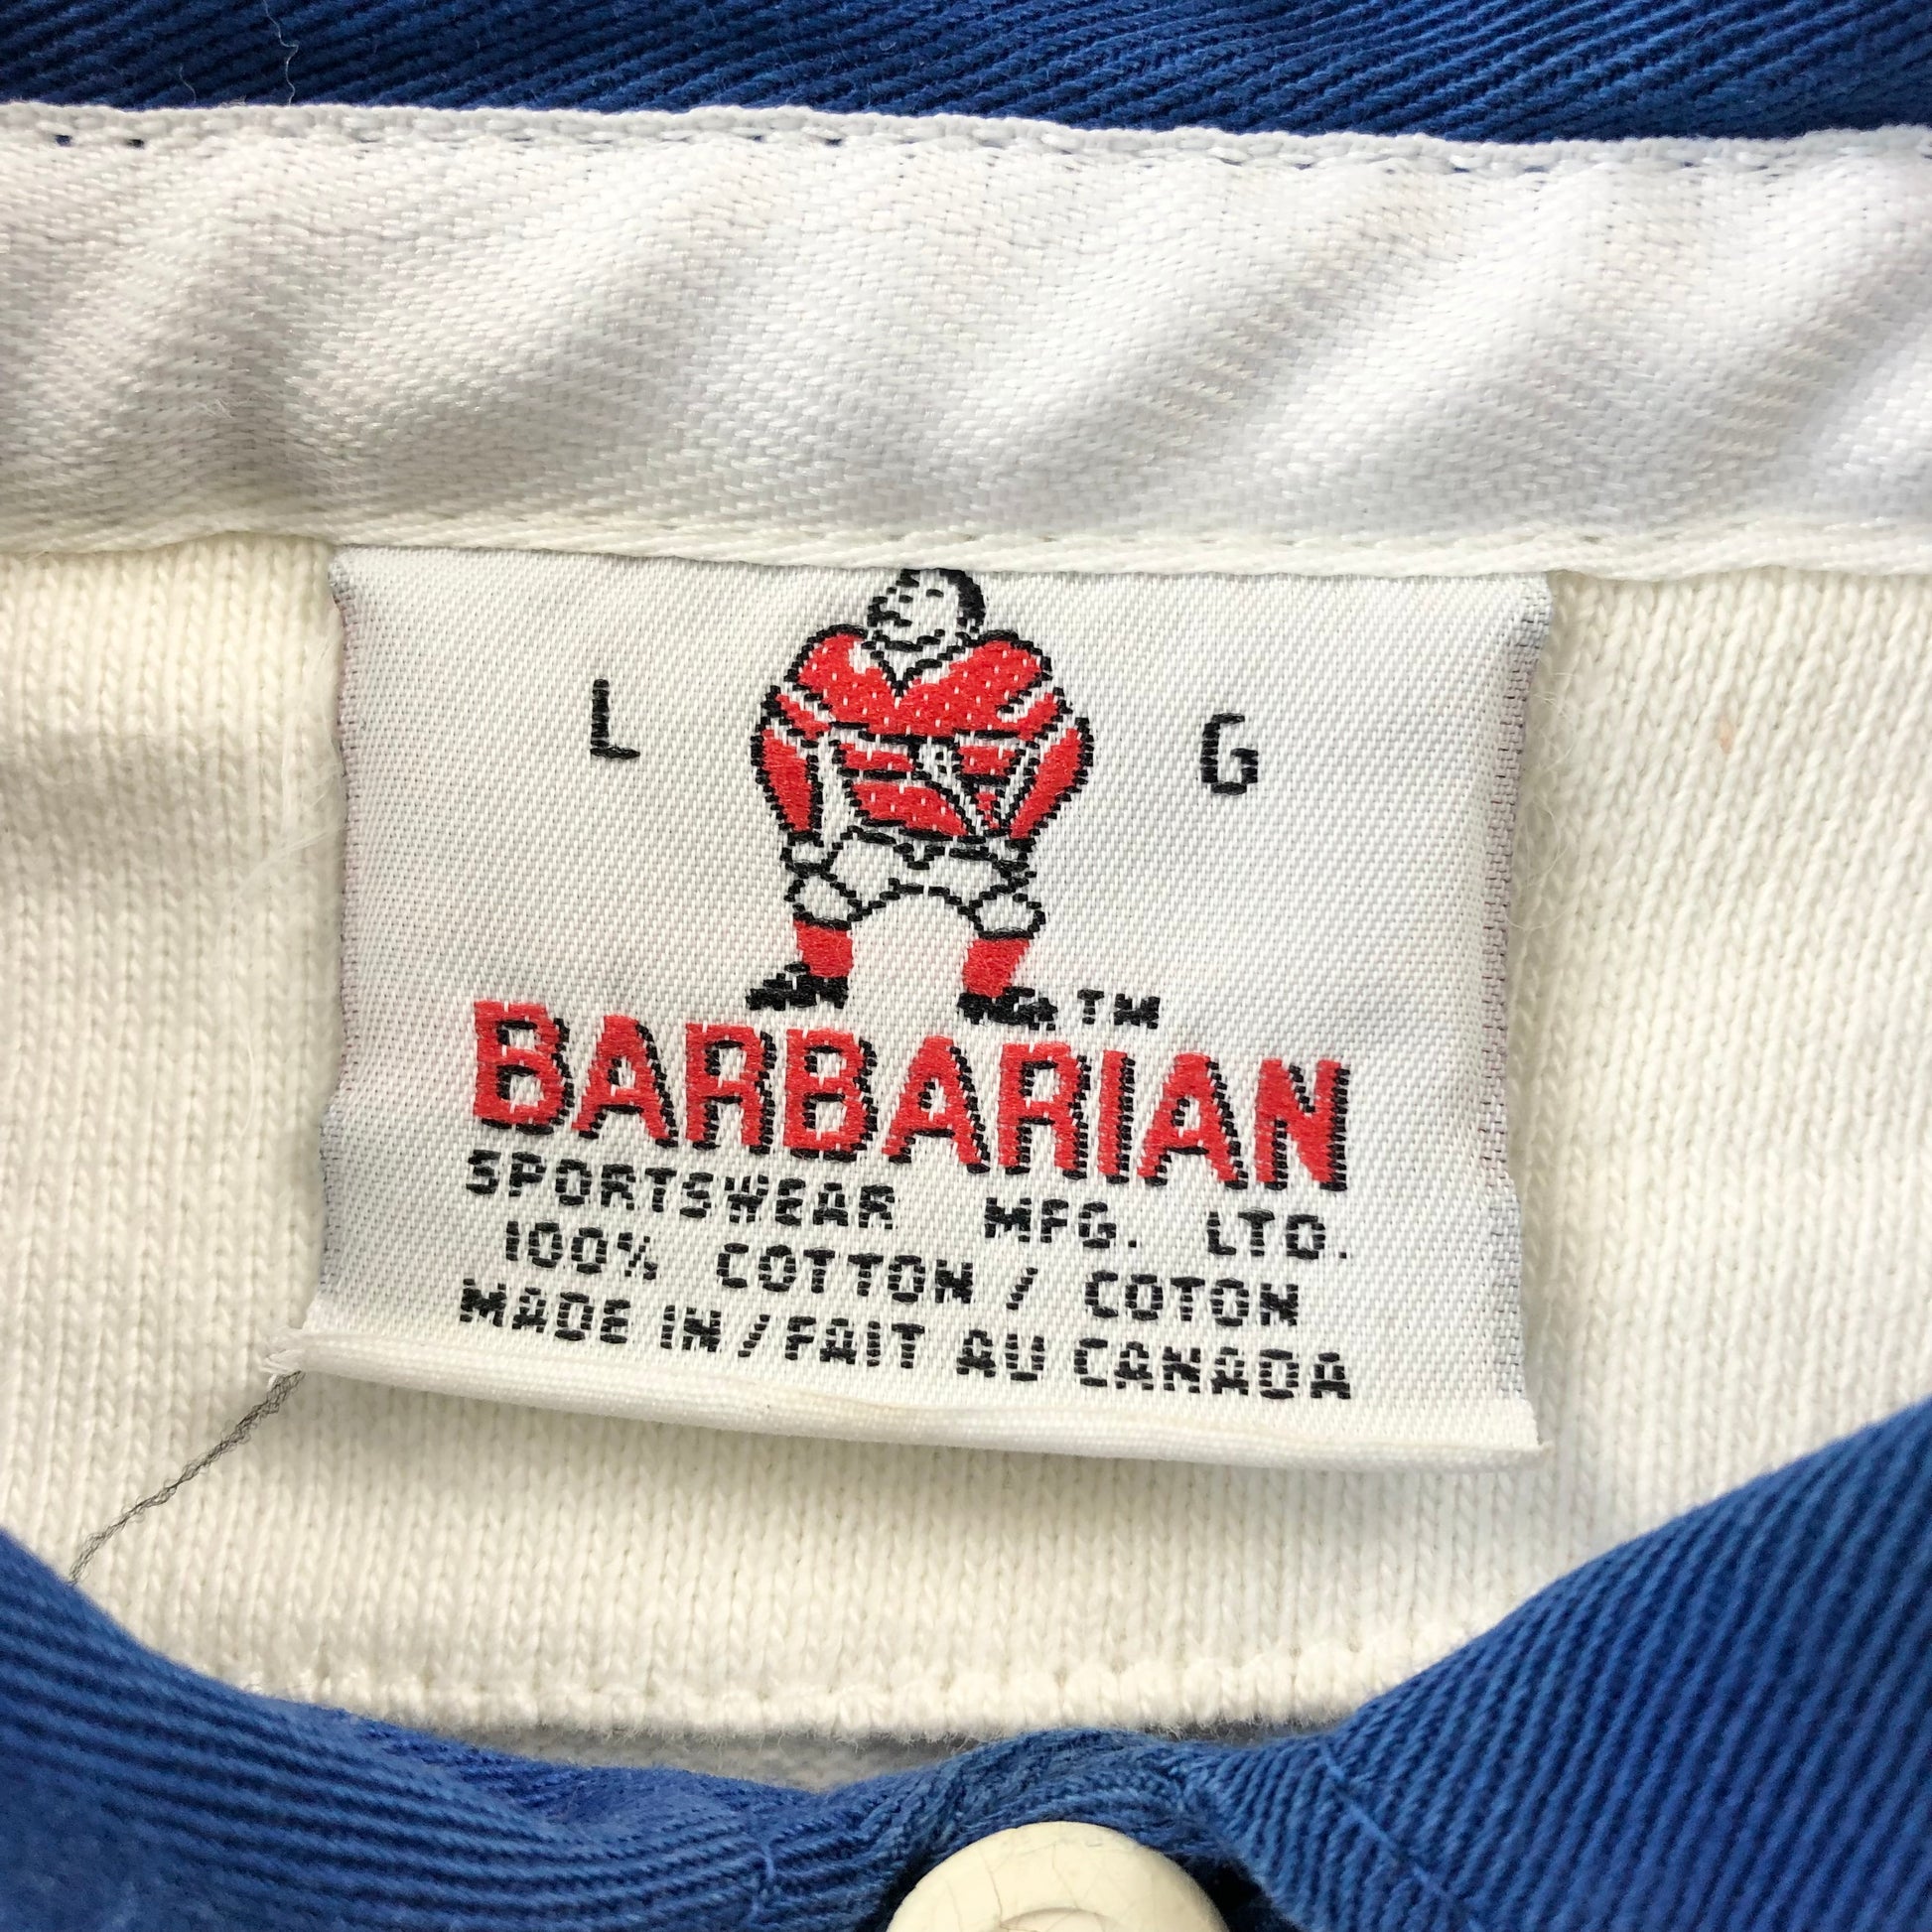 L G
TM
BARBARIAN
SPORTSWEAR MFG. LTD.
100% COTTON / COTON
MADE IN / FAIT AU CANADA